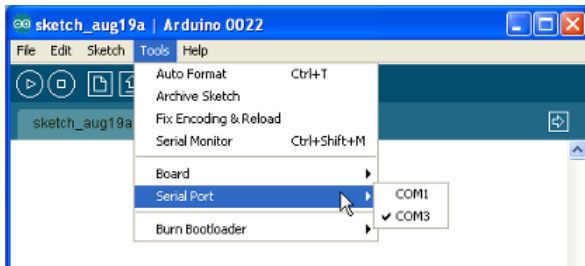 sketch_aug19a | Arduino 0022
File Edit Sketch Tools Help
Auto Format Ctrl+T
Archive Sketch
Fix Encoding & Reload
sketch_aug19a
Serial Monitor Ctrl+Shift+M
Board
Serial Port
COM1
COM3
Burn Bootloader